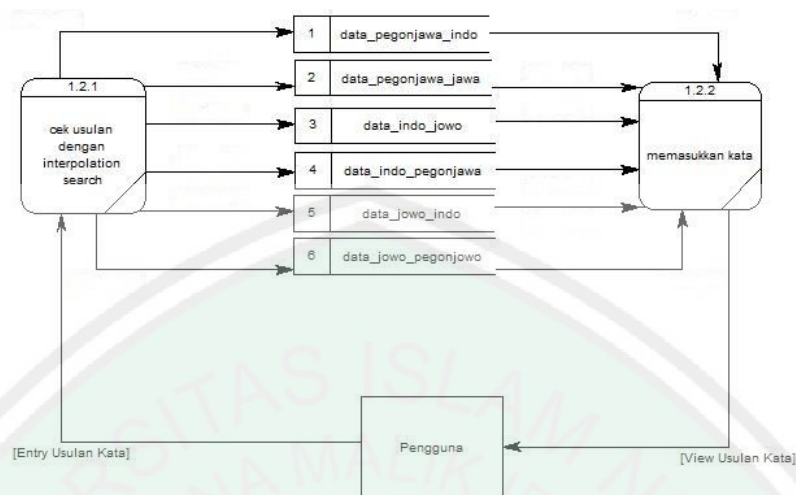 1 data_pegonjawa_indo
1.2.1
2 data_pegonjawa_jawa
1.2.2
cek usulan
dengan
interpolation
search
3 data_indo_jowo
memasukkan kata
4 data_indo_pegonjawa
5 data_jowo_indo
6 data_jowo_pegonjowo
[Entry Usulan Kata]
Pengguna
[View Usulan Kata]